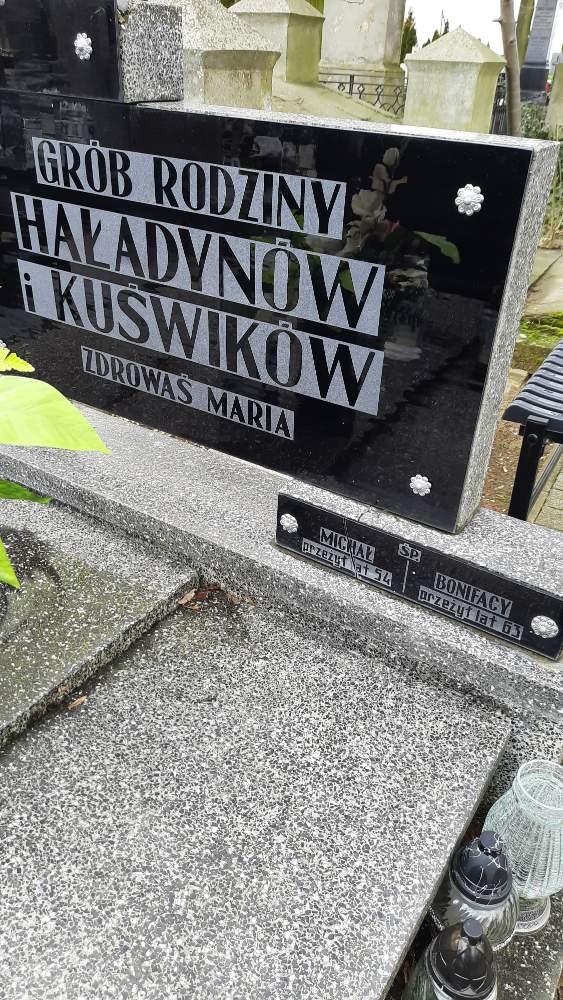 GRÓB RODZINY
HAŁADYNÓW
i KUŚWIKÓW
ZDROWAŚ MARIA
ŚP.
MICHAŁ
przeżył lat 54
BONIFACY
przeżył lat 63